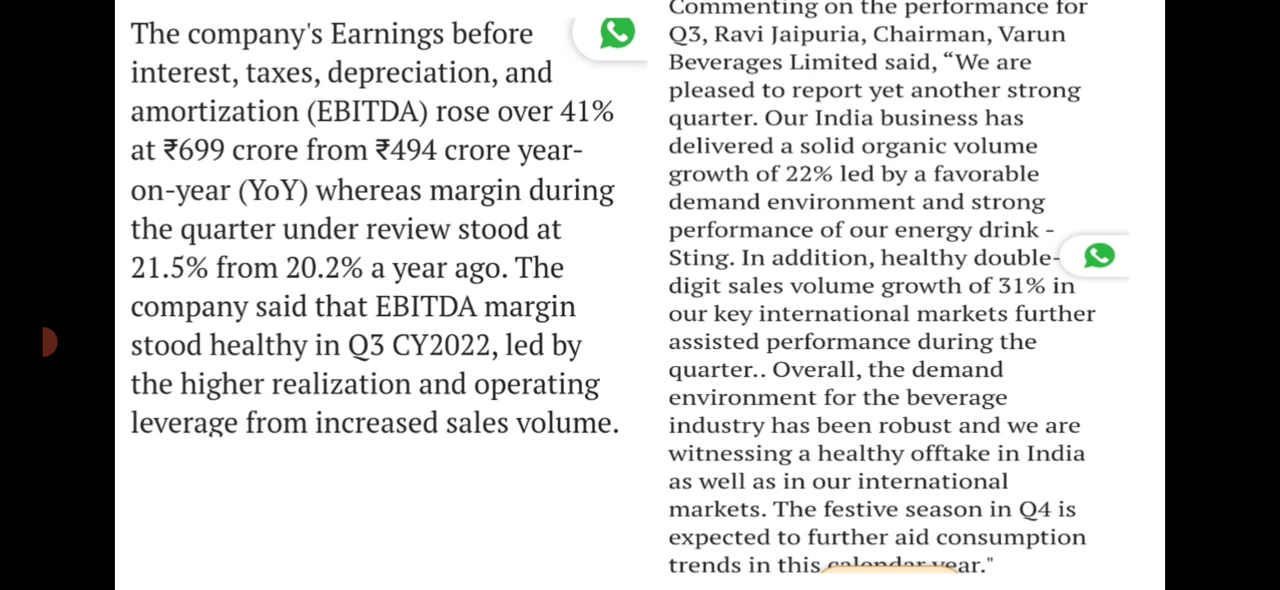 The company's Earnings before
interest, taxes, depreciation, and
amortization (EBITDA) rose over 41%
at ₹699 crore from ₹494 crore year-
on-year (YoY) whereas margin during
the quarter under review stood at
21.5% from 20.2% a year ago. The
company said that EBITDA margin
stood healthy in Q3 CY2022, led by
the higher realization and operating
leverage from increased sales volume.
Commenting on the performance for
Q3, Ravi Jaipuria, Chairman, Varun
Beverages Limited said, “We are
pleased to report yet another strong
quarter. Our India business has
delivered a solid organic volume
growth of 22% led by a favorable
demand environment and strong
performance of our energy drink -
Sting. In addition, healthy double-
digit sales volume growth of 31% in
our key international markets further
assisted performance during the
quarter.. Overall, the demand
environment for the beverage
industry has been robust and we are
witnessing a healthy offtake in India
as well as in our international
markets. The festive season in Q4 is
expected to further aid consumption
trends in this calendar year."